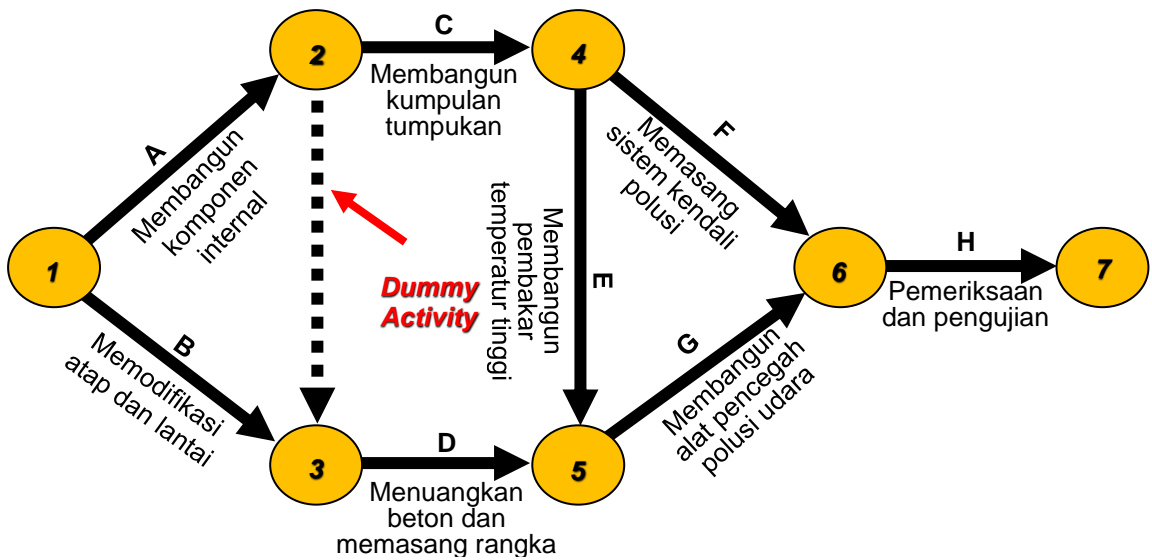 2
C
4
Membangun
kumpulan
tumpukan
A
Membangun
komponen
internal
F
Memasang
sistem kendali
polusi
1
Dummy
Activity
Membangun
pembakar
temperatur tinggi
E
6
H
7
Pemeriksaan
dan pengujian
B
Memodifikasi
atap dan lantai
G
Membangun
alat pencegah
polusi udara
3
D
5
Menuangkan
beton dan
memasang rangka